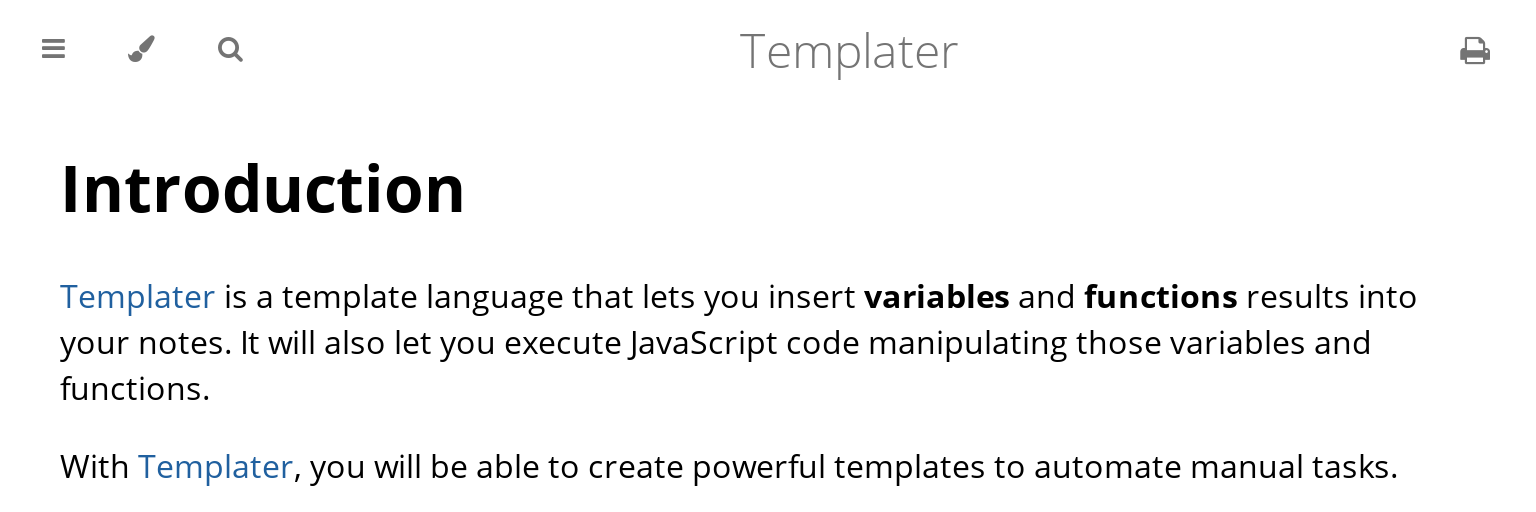 Templater
Introduction
Templater is a template language that lets you insert variables and functions results into
your notes. It will also let you execute JavaScript code manipulating those variables and
functions.
With Templater, you will be able to create powerful templates to automate manual tasks.